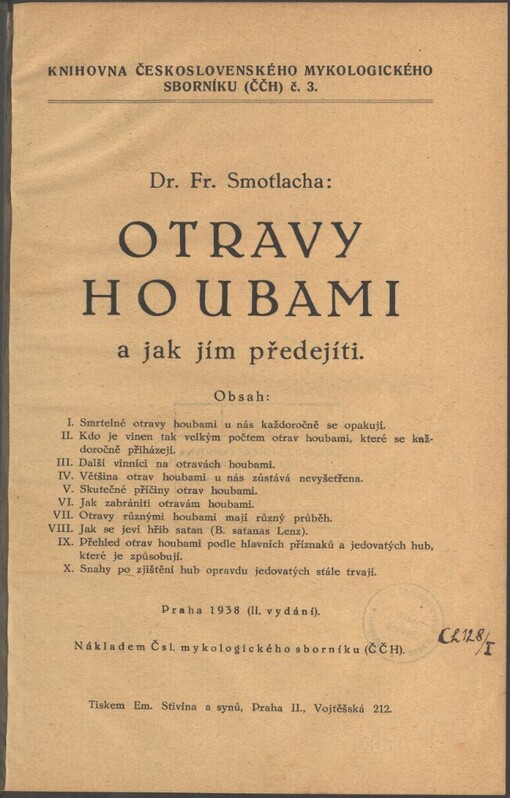 KNIHOVNA ČESKOSLOVENSKÉHO MYKOLOGICKÉHO
SBORNÍKU (ČČH) č. 3.
Dr. Fr. Smotlacha:
OTRAVY
HOUBAMI
a jak jím předejíti.
Obsah:
I. Smrtelné otravy houbami u nás každoročně se opakují.
II. Kdo je vinen tak velkým počtem otrav houbami, které se kaž-
doročně přiházejí.
III. Další vinníci na otravách houbami.
IV. Většina otrav houbami u nás zůstává nevyšetřena.
V. Skutečné příčiny otrav houbami.
VI. Jak zabrániti otravám houbami.
VII. Otravy různými houbami mají různý průběh.
VIII. Jak se jeví hřib satan (B. satanas Lenz).
IX. Přehled otrav houbami podle hlavních příznaků a jedovatých hub,
které je způsobují.
X. Snahy po zjištění hub opravdu jedovatých stále trvají.
Praha 1938 (II. vydání).
Nákladem Čsl. mykologického sborníku (ČČH).
Tiskem Em. Stivína a synů, Praha II., Vojtěšská 212.